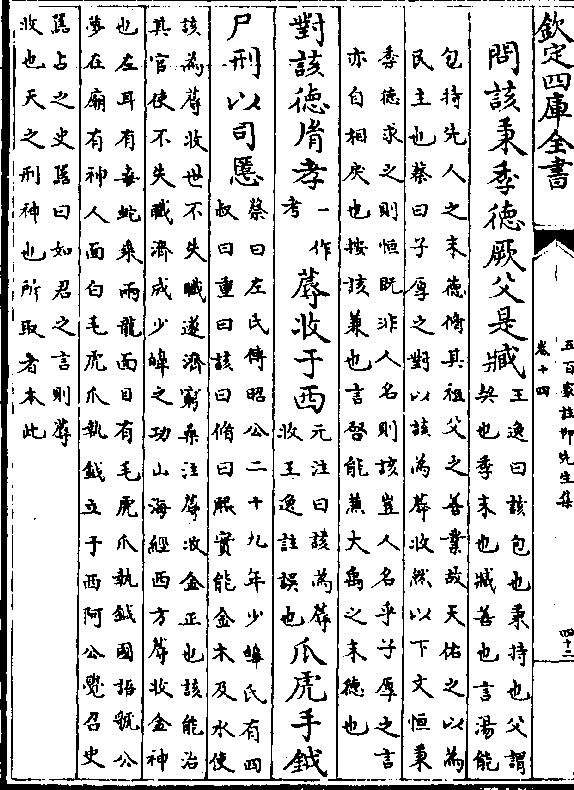 欽定四庫全書
五百家註柳先生集
卷十四
四十三
問該秉季德厥父是臧
王逸曰該包也秉持也父謂
契也季末也臧善也言湯能
包持先人之末德脩其祖父之善業故天佑之以為
民主也蔡曰子厚之對以該為蓐收然以下文恒秉
季德求之則恒既非人名則該豈人名乎子厚之言
亦自相戾也按該兼也言啓能兼大禹之末德也
對該德胥孝
一作
考
蓐收于西
元注曰該為蓐
收王逸註誤也
爪虎手鉞
尸刑以司慝
蔡曰左氏傳昭公二十九年少皥氏有四
叔曰重曰該曰脩曰熈實能金木及水使
該為蓐收世不失職遂濟窮桑注蓐收金正也該能治
其官使不失職濟成少皥之功山海經西方蓐收金神
也左耳有青蛇乘兩龍面目有毛虎爪執鉞國語虢公
夢在廟有神人面白毛虎爪執鉞立于西阿公覺召史
嚚占之史嚚曰如君之言則蓐
收也天之刑神也所取者本此